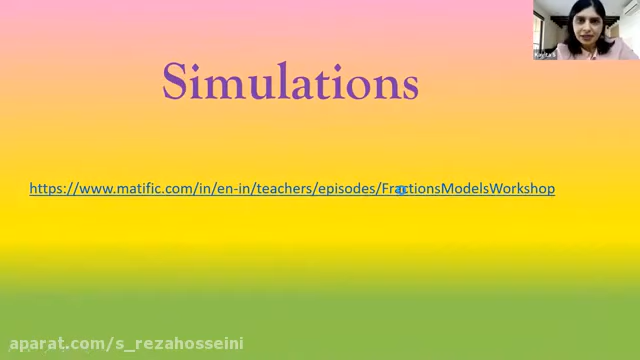 Simulations
https://www.matific.com/in/en-in/teachers/episodes/FractionsModelsWorkshop
aparat.com/s_rezahosseini